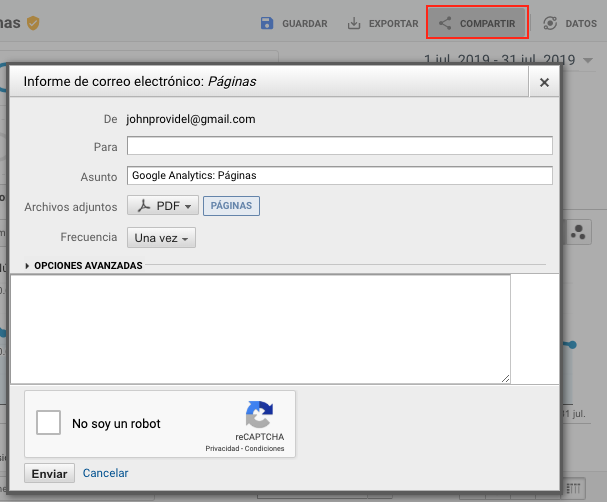 nas
GUARDAR EXPORTAR COMPARTIR DATOS
1 jul. 2019 - 31 jul. 2019
Informe de correo electrónico: Páginas
De johnprovidel@gmail.com
Para
Asunto Google Analytics: Páginas
Archivos adjuntos PDF PÁGINAS
Frecuencia Una vez
OPCIONES AVANZADAS
No soy un robot
reCAPTCHA
Privacidad - Condiciones
31 jul.
Enviar Cancelar